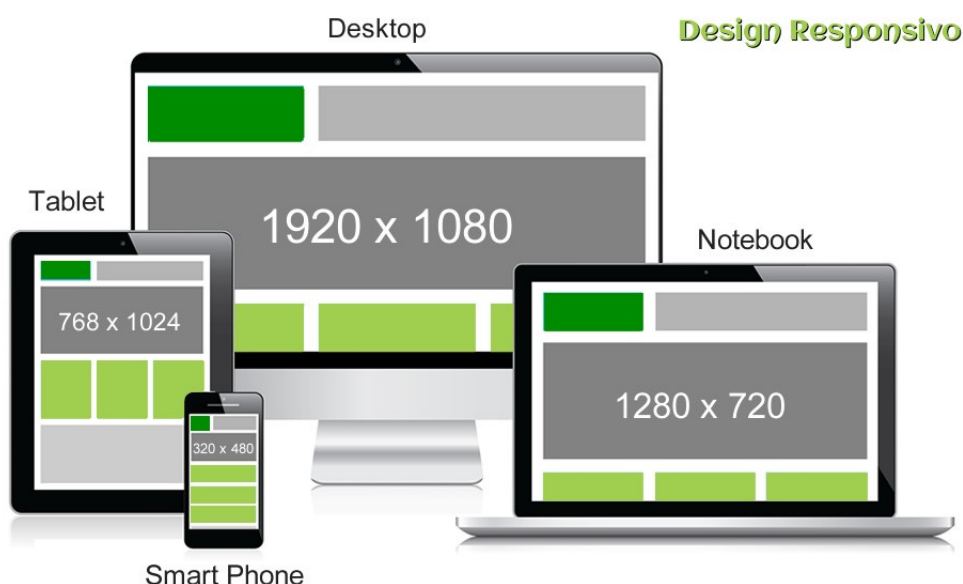 Desktop
Design Responsivo
1920 x 1080
Tablet
Notebook
768 x 1024
1280 x 720
320 x 480
Smart Phone